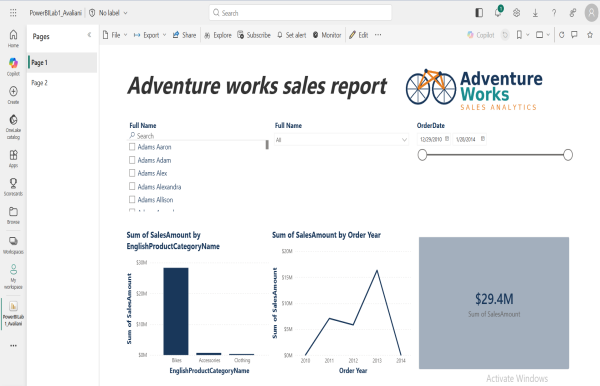 PowerBILab1_Avaliani
No label
Search
5
Home
Copilot
Create
OneLake
catalog
Apps
Scorecards
Browse
Workspaces
My
workspace
PowerBILab
1_Avaliani
Pages
Page 1
Page 2
File
Export
Share
Explore
Subscribe
Set alert
Monitor
Edit
Copilot
Adventure works sales report
Adventure
Works
SALES ANALYTICS
Full Name
Search
Adams Aaron
Adams Adam
Adams Alex
Adams Alexandra
Adams Allison
Full Name
All
OrderDate
12/29/2010
1/28/2014
Sum of SalesAmount by
EnglishProductCategoryName
Sum of SalesAmount
$30M
$20M
$10M
$0M
Bikes
Accessories
Clothing
EnglishProductCategoryName
Sum of SalesAmount by Order Year
Sum of SalesAmount
$20M
$15M
$10M
$5M
$0M
2010
2011
2012
2013
2014
Order Year
$29.4M
Sum of SalesAmount
Activate Windows